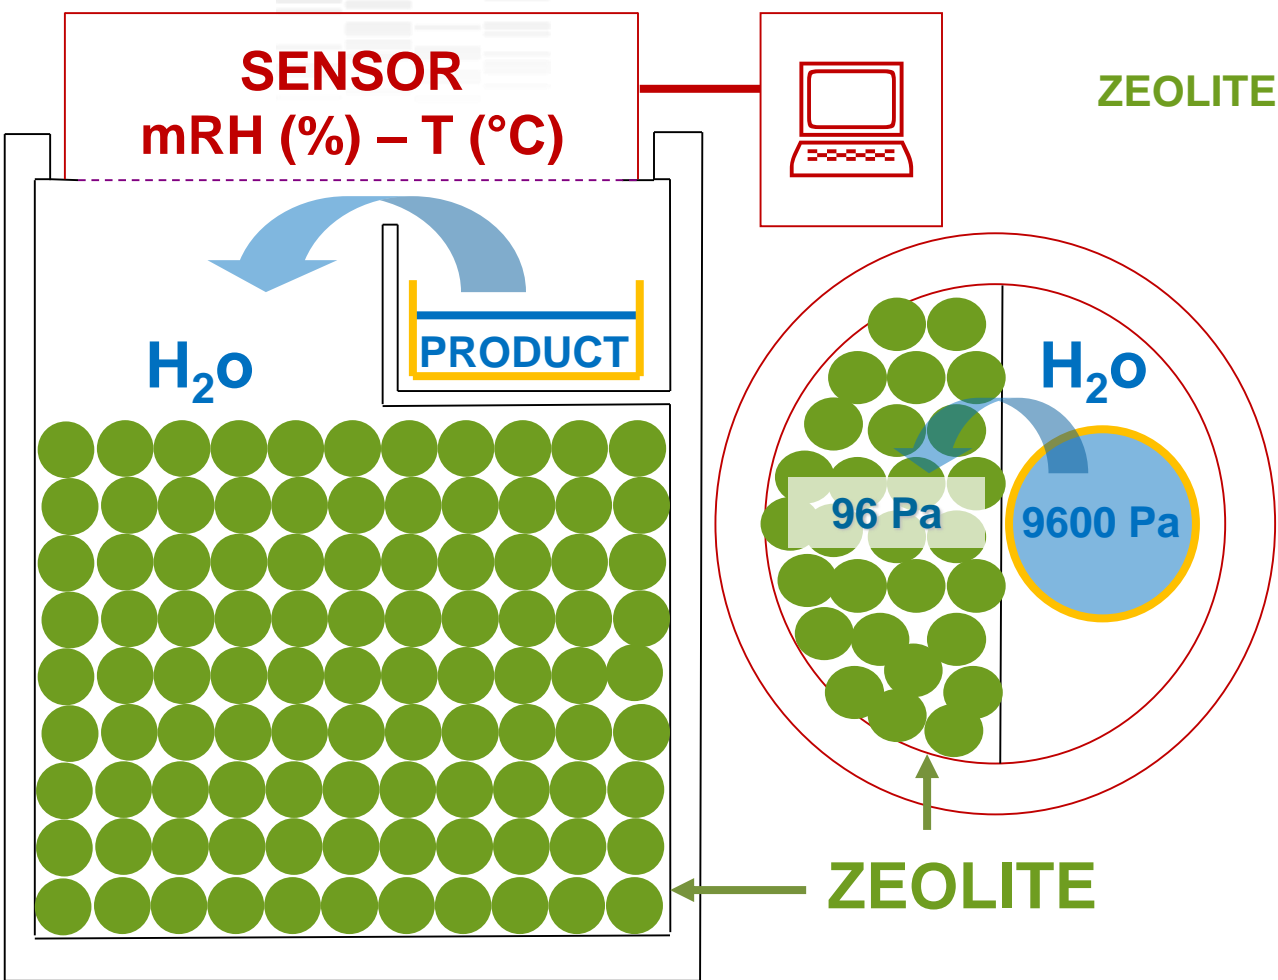 SENSOR
mRH (%) – T (°C)
ZEOLITE
H₂o
PRODUCT
H₂o
96 Pa
9600 Pa
ZEOLITE